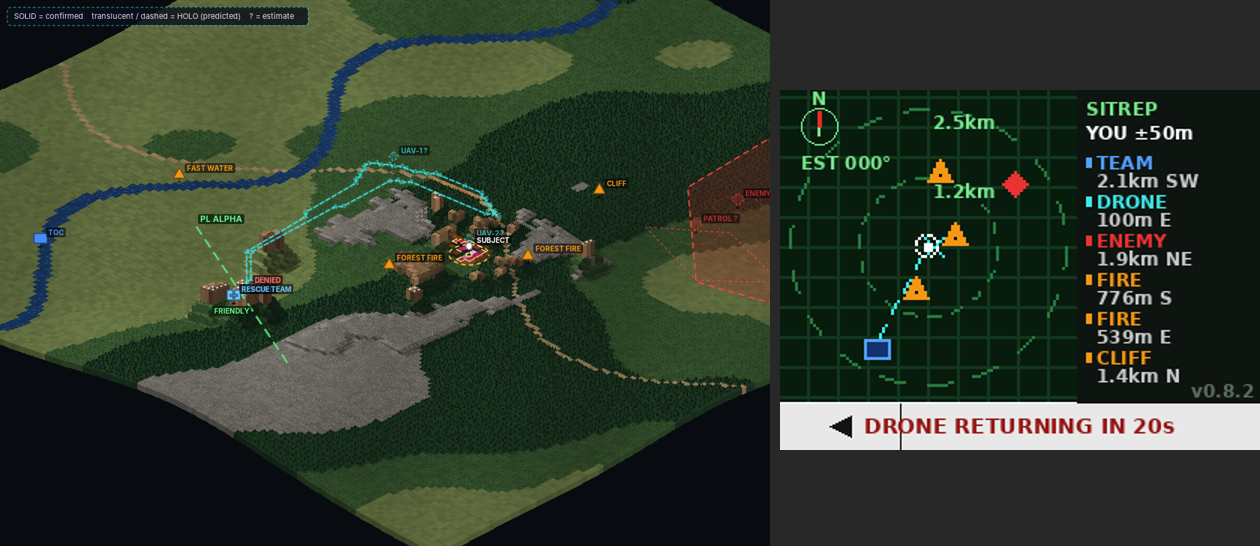 SOLID = confirmed translucent / dashed = HOLO (predicted) ? = estimate
UAV-1?
FAST WATER
CLIFF
ENEMY
PL ALPHA
PATROL ?
TOC
UAV-2?
SUBJECT
FOREST FIRE
FOREST FIRE
DENIED
RESCUE TEAM
FRIENDLY
N
2.5km
EST 000°
1.2km
SITREP
YOU ±50m
TEAM
2.1km SW
DRONE
100m E
ENEMY
1.9km NE
FIRE
776m S
FIRE
539m E
CLIFF
1.4km N
v0.8.2
DRONE RETURNING IN 20s